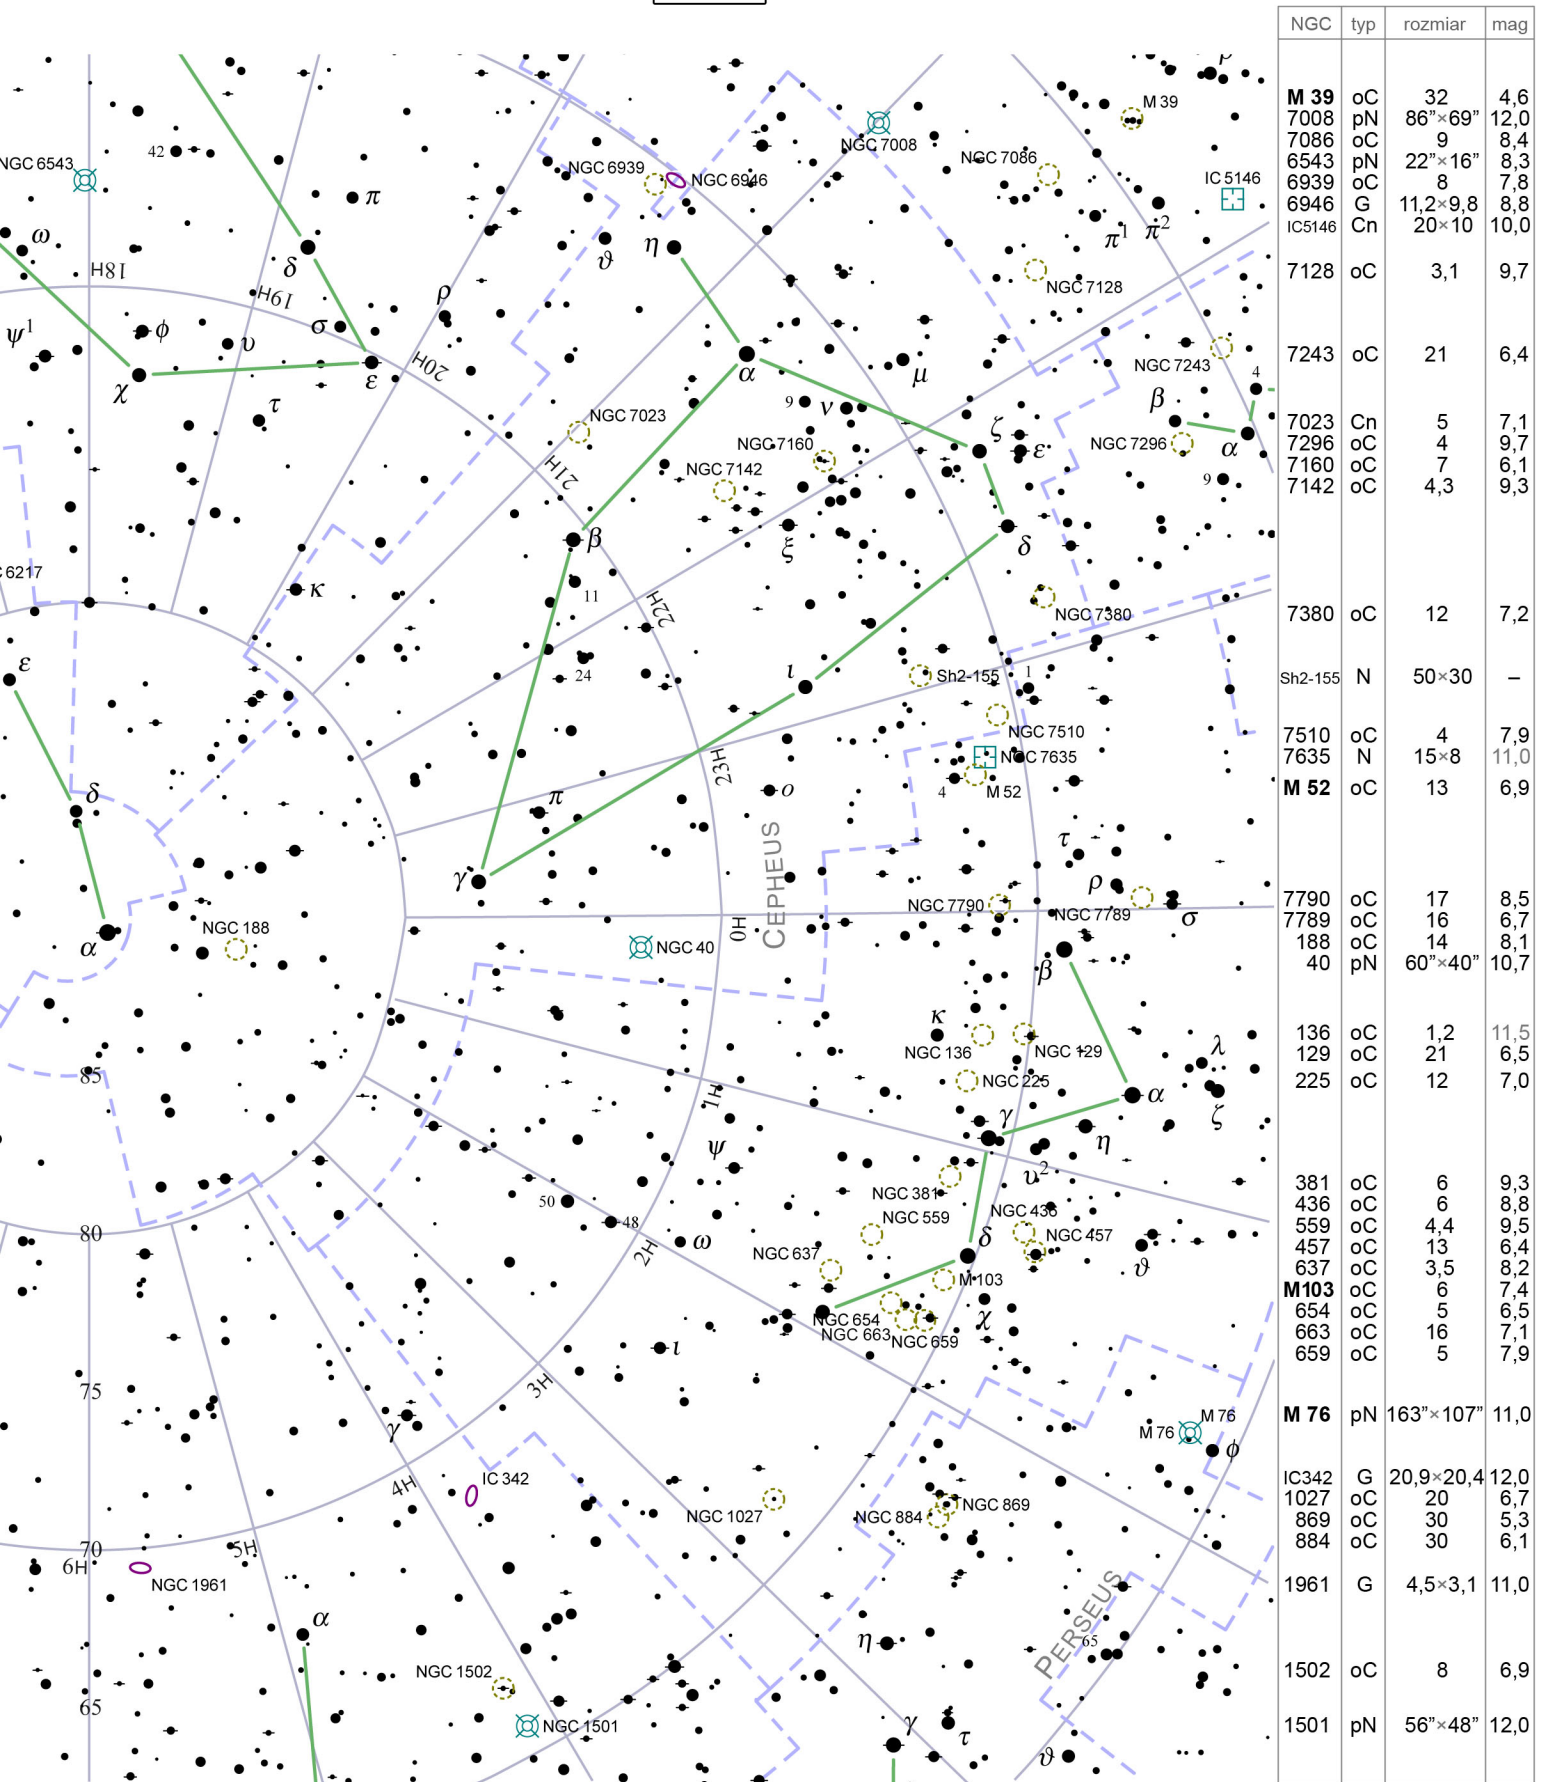 NGC typ rozmiar mag
M 39 oC 32 4,6
7008 pN 86”×69” 12,0
7086 oC 9 8,4
6543 pN 22”×16” 8,3
6939 oC 8 7,8
6946 G 11,2×9,8 8,8
IC5146 Cn 20×10 10,0
7128 oC 3,1 9,7
7243 oC 21 6,4
7023 Cn 5 7,1
7296 oC 4 9,7
7160 oC 7 6,1
7142 oC 4,3 9,3
7380 oC 12 7,2
Sh2-155 N 50×30 –
7510 oC 4 7,9
7635 N 15×8 11,0
M 52 oC 13 6,9
7790 oC 17 8,5
7789 oC 16 6,7
188 oC 14 8,1
40 pN 60”×40” 10,7
136 oC 1,2 11,5
129 oC 21 6,5
225 oC 12 7,0
381 oC 6 9,3
436 oC 6 8,8
559 oC 4,4 9,5
457 oC 13 6,4
637 oC 3,5 8,2
M103 oC 6 7,4
654 oC 5 6,5
663 oC 16 7,1
659 oC 5 7,9
M 76 pN 163”×107” 11,0
IC342 G 20,9×20,4 12,0
1027 oC 20 6,7
869 oC 30 5,3
884 oC 30 6,1
1961 G 4,5×3,1 11,0
1502 oC 8 6,9
1501 pN 56”×48” 12,0
M 39
42
NGC 7008
NGC 7086
NGC 6543
NGC 6939
NGC 6946
IC 5146
π
π1
π2
ω
δ
ϑ
η
18H
19H
NGC 7128
ρ
ψ1
ϕ
υ
σ
20H
ε
χ
α
μ
NGC 7243
4
τ
9
ν
β
NGC 7023
ζ
ε
α
NGC 7160
NGC 7296
21H
NGC 7142
9
β
ξ
δ
6217
κ
11
22H
NGC 7380
ε
24
ι
Sh2-155
1
NGC 7510
23H
NGC 7635
δ
π
ο
4
M 52
CEPHEUS
τ
γ
ρ
NGC 7790
NGC 7789
σ
α
NGC 188
0H
NGC 40
β
κ
NGC 136
NGC 129
λ
85
NGC 225
1H
α
ζ
γ
η
ψ
υ2
NGC 381
50
48
NGC 559
NGC 436
NGC 457
80
2H
ω
δ
NGC 637
ϑ
M 103
χ
NGC 654
NGC 663
NGC 659
ι
75
3H
γ
M 76
M 76
ϕ
IC 342
4H
NGC 1027
NGC 869
NGC 884
70
5H
6H
NGC 1961
PERSEUS
α
η
65
NGC 1502
65
NGC 1501
γ
τ
ϑ